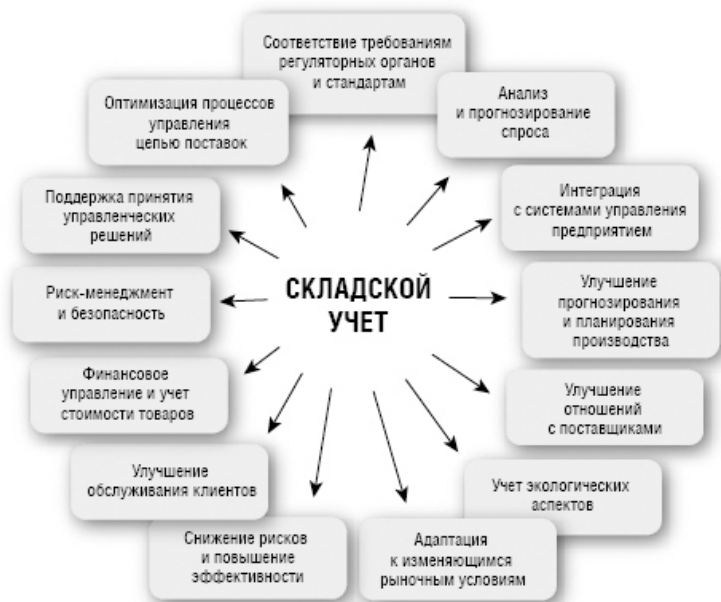 Соответствие требованиям
регуляторных органов
и стандартам
Анализ
и прогнозирование
спроса
Интеграция
с системами управления
предприятием
Улучшение
прогнозирования
и планирования
производства
Улучшение
отношений
с поставщиками
Учет экологических
аспектов
Адаптация
к изменяющимся
рыночным условиям
Снижение рисков
и повышение
эффективности
Улучшение
обслуживания клиентов
Финансовое
управление и учет
стоимости товаров
Риск-менеджмент
и безопасность
Поддержка принятия
управленческих
решений
Оптимизация процессов
управления
цепью поставок
СКЛАДСКОЙ
УЧЕТ